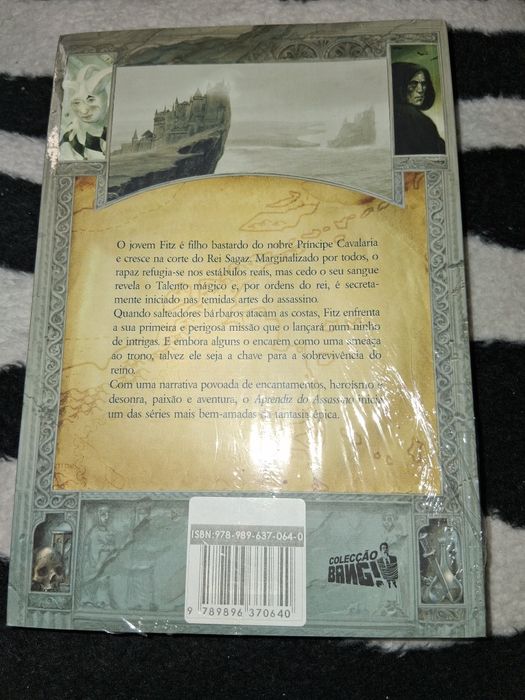 O jovem Fitz é filho bastardo do nobre Príncipe Cavalaria
e cresce na corte do Rei Sagaz. Marginalizado por todos, o
rapaz refugia-se nos estábulos reais, mas cedo o seu sangue
revela o Talento mágico e, por ordens do rei, é secreta-
mente iniciado nas temidas artes do assassino.
Quando salteadores bárbaros atacam as costas, Fitz enfrenta
a sua primeira e perigosa missão que o lançará num ninho
de intrigas. E embora alguns o encarem como uma ameaça
ao trono, talvez ele seja a chave para a sobrevivência do
reino.
Com uma narrativa povoada de encantamentos, heroísmo e
desonra, paixão e aventura, o Aprendiz do Assassino inicia
um das séries mais bem-amadas da fantasia épica.
ISBN:978-989-637-064-0
9 789896 370640
COLECÇÃO
BANG!